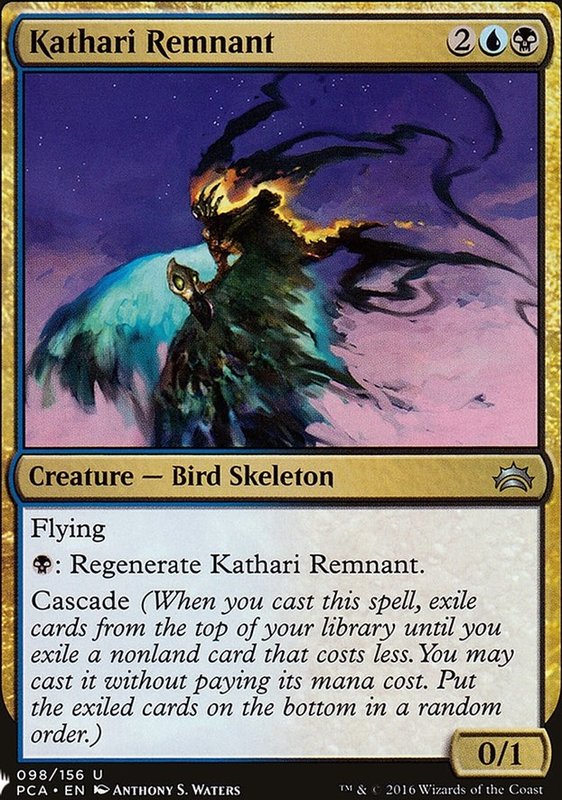 Kathari Remnant 2
Creature — Bird Skeleton
Flying
: Regenerate Kathari Remnant.
Cascade (When you cast this spell, exile
cards from the top of your library until you
exile a nonland card that costs less. You may
cast it without paying its mana cost. Put
the exiled cards on the bottom in a random
order.)
0/1
098/156 U
PCA • EN Anthony S. Waters
™ & © 2016 Wizards of the Coast